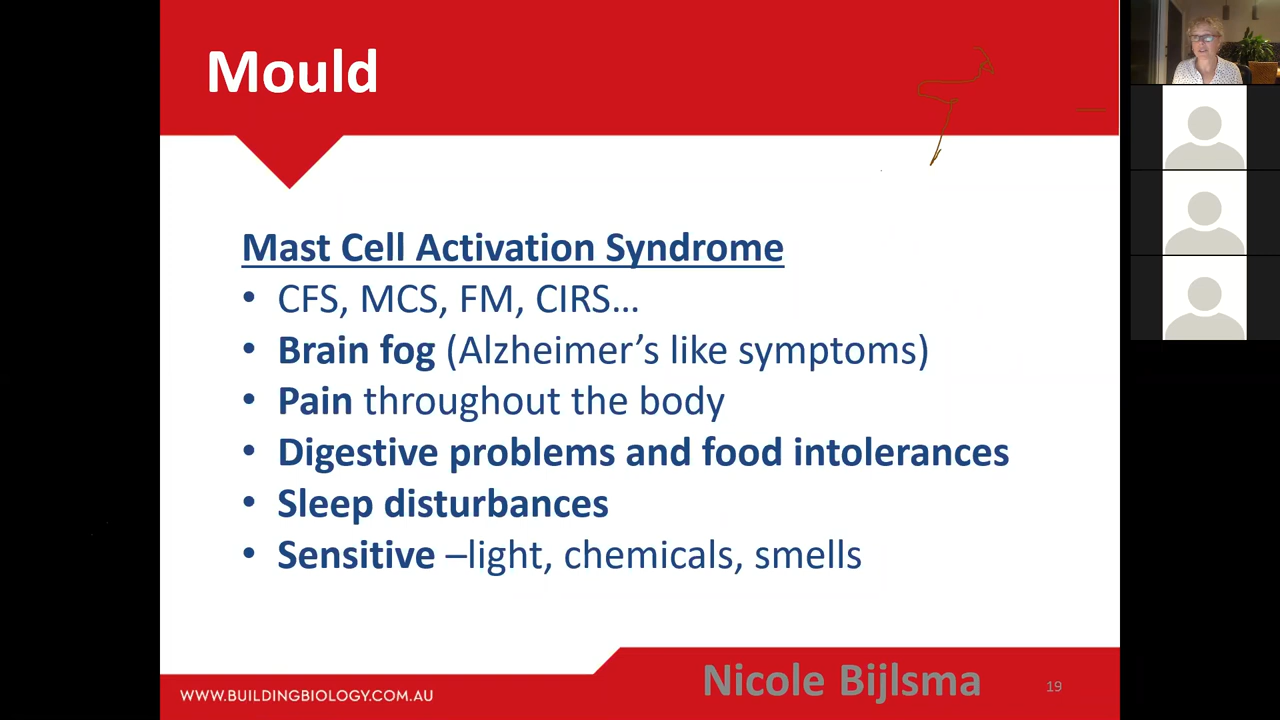 Mould
Mast Cell Activation Syndrome
• CFS, MCS, FM, CIRS…
• Brain fog (Alzheimer’s like symptoms)
• Pain throughout the body
• Digestive problems and food intolerances
• Sleep disturbances
• Sensitive –light, chemicals, smells
WWW.BUILDINGBIOLOGY.COM.AU
Nicole Bijlsma
19